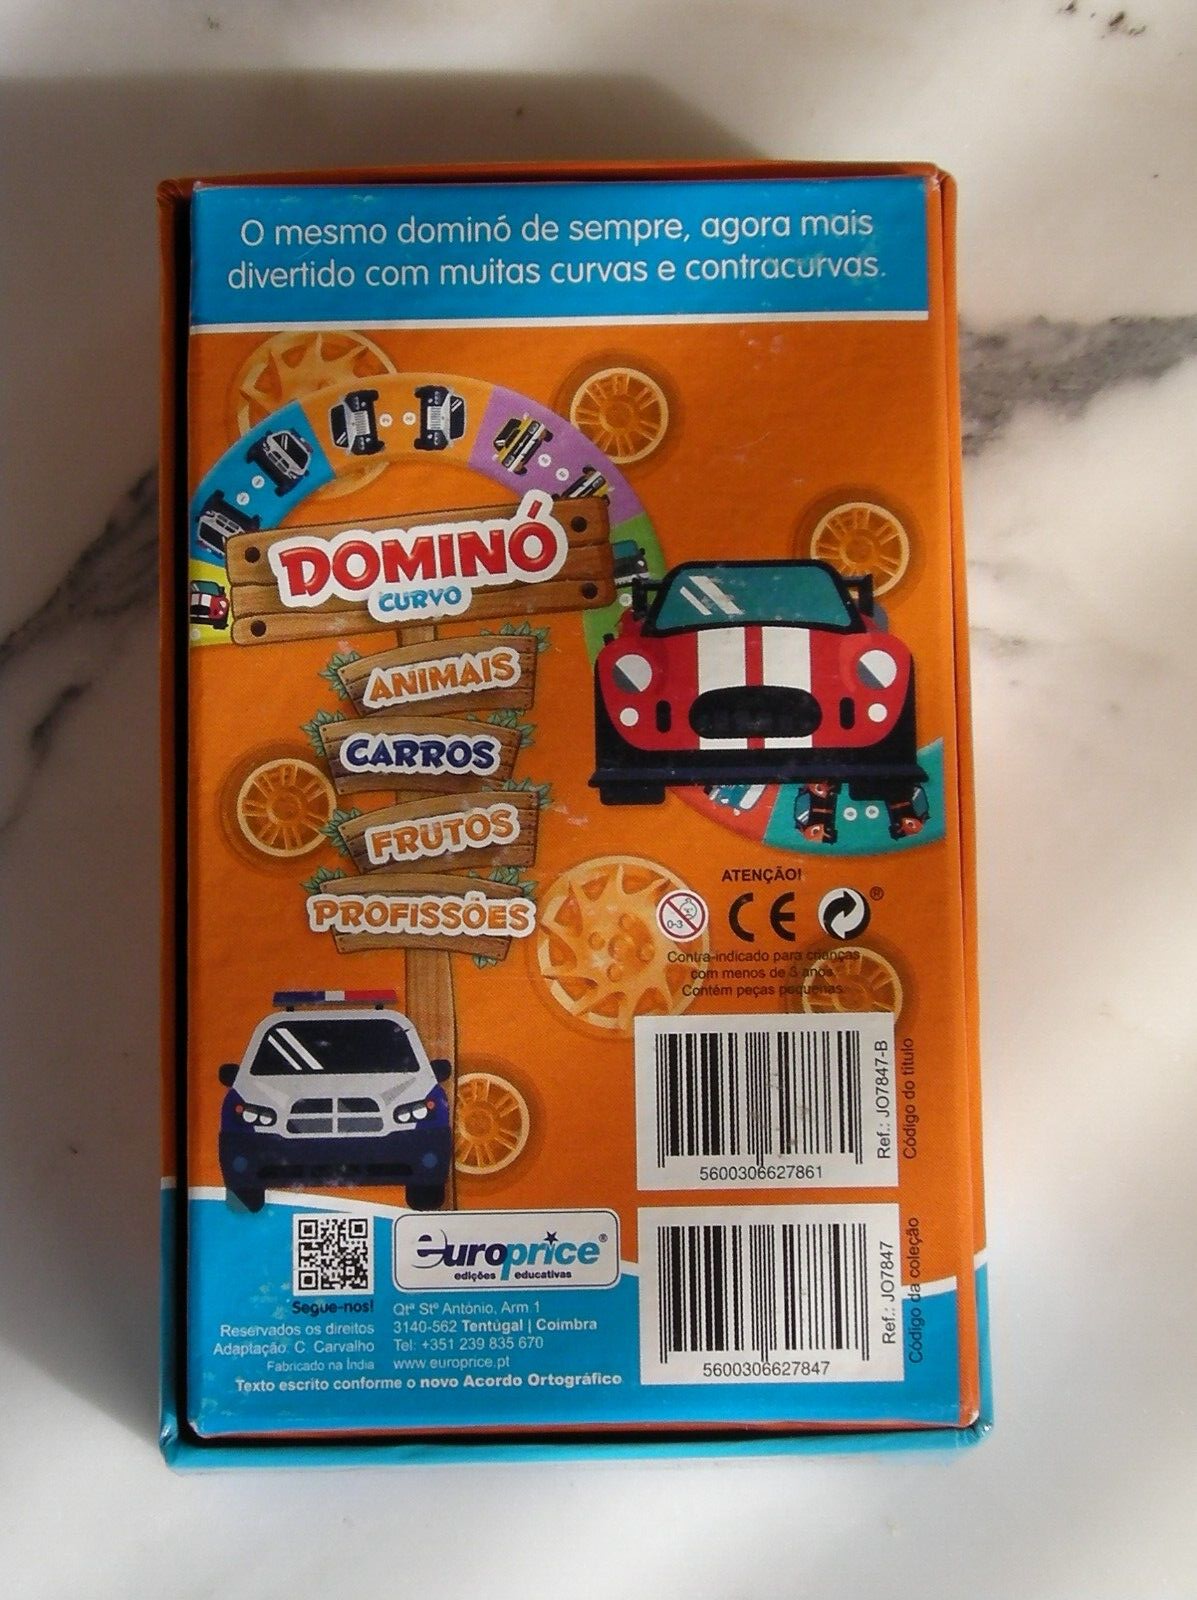 O mesmo dominó de sempre, agora mais
divertido com muitas curvas e contracurvas.
DOMINÓ
CURVO
ANIMAIS
CARROS
FRUTOS
PROFISSÕES
ATENÇÃO!
0-3
CE
®
Contra-indicado para crianças
com menos de 3 anos.
Contém peças pequenas.
5600306627861
Ref.: JO7847-B
Código do título
5600306627847
Ref.: JO7847
Código da coleção
Segue-nos!
Reservados os direitos
Adaptação. C. Carvalho
Fabricado na Índia
europrice®
edições educativas
Qtª Stº António, Arm 1
3140-562 Tentúgal | Coimbra
Tel: +351 239 835 670
www.europrice.pt
Texto escrito conforme o novo Acordo Ortográfico